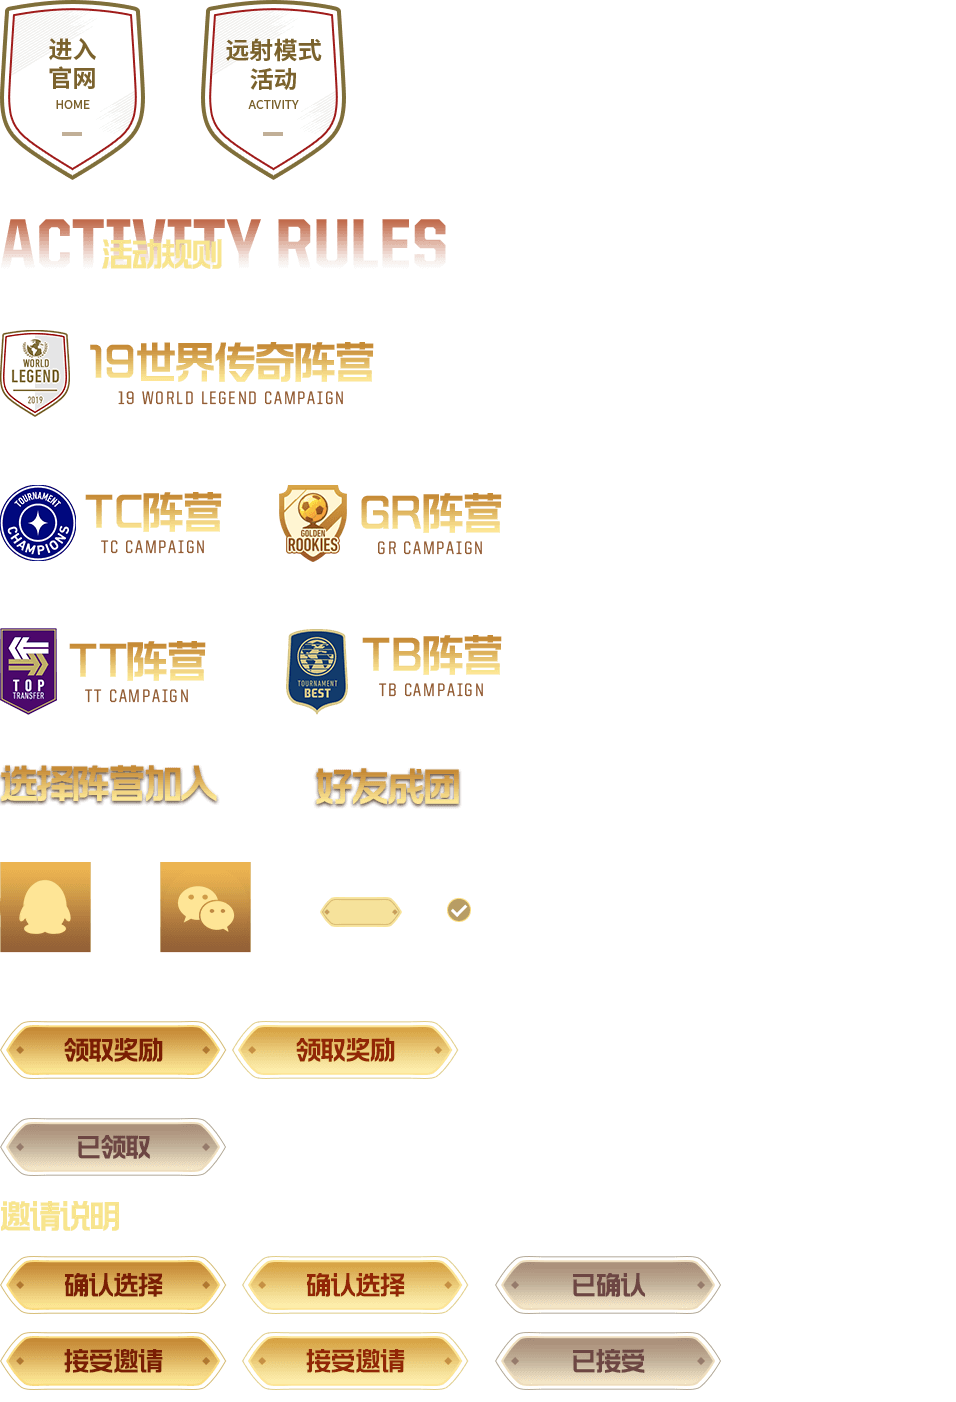 进入
官网
HOME
远射模式
活动
ACTIVITY
ACTIVITY RULES
活动规则
WORLD
LEGEND
2019
19世界传奇阵营
19 WORLD LEGEND CAMPAIGN
TOURNAMENT
CHAMPIONS
TC阵营
TC CAMPAIGN
GOLDEN
ROOKIES
GR阵营
GR CAMPAIGN
TOP
TRANSFER
TT阵营
TT CAMPAIGN
TOURNAMENT
BEST
TB阵营
TB CAMPAIGN
选择阵营加入
好友成团
领取奖励
领取奖励
已领取
邀请说明
确认选择
确认选择
已确认
接受邀请
接受邀请
已接受